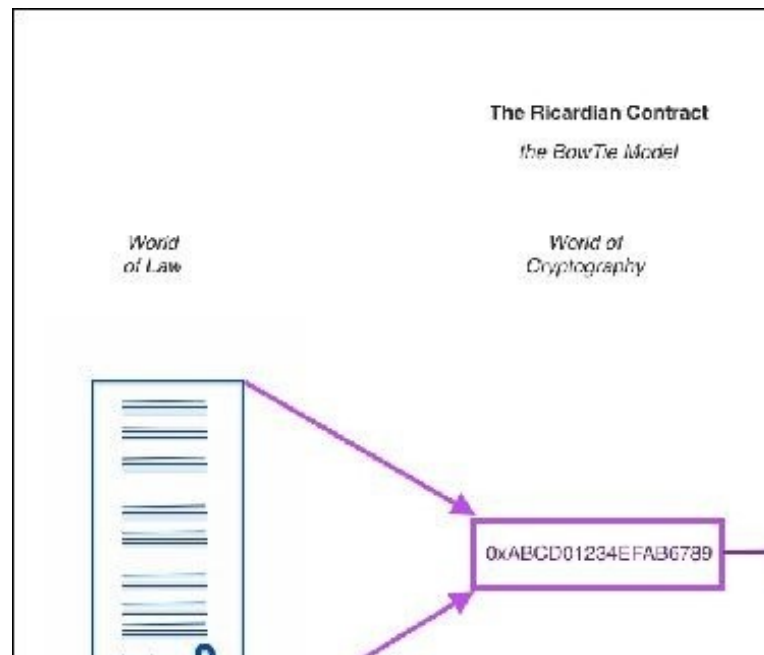 The Ricardian Contract
the BowTie Model
World
of Law
World of
Cryptography
0xABCD01234EFAB6789